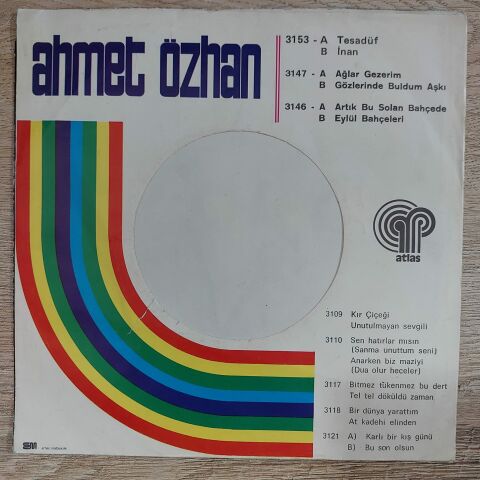 ahmet özhan
3153 - A Tesadüf
B İnan
3147 - A Ağlar Gezerim
B Gözlerinde Buldum Aşkı
3146 - A Artık Bu Solan Bahçede
B Eylül Bahçeleri
atlas
3109 Kır Çiçeği
Unutulmayan sevgili
3110 Sen hatırlar mısın
(Sanma unuttum seni)
Anarken biz maziyi
(Dua olur heceler)
3117 Bitmez tükenmez bu dert
Tel tel döküldü zaman
3118 Bir dünya yarattım
At kadehi elinden
3121 A) Karlı bir kış günü
B) Bu son olsun